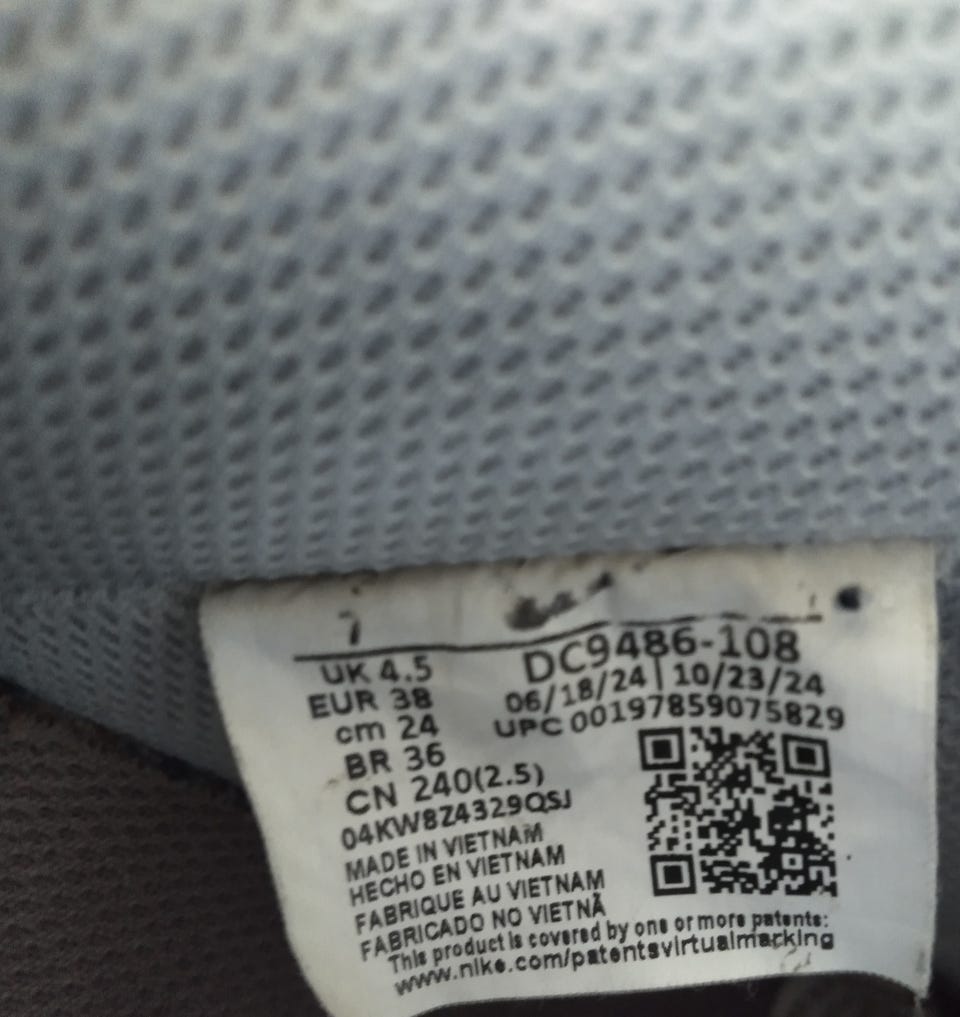 7
UK 4.5
EUR 38
cm 24
BR 36
CN 240(2.5)
04KW8Z4329QSJ
DC9486-108
06/18/24 | 10/23/24
UPC 00197859075829
MADE IN VIETNAM
HECHO EN VIETNAM
FABRIQUE AU VIETNAM
FABRICADO NO VIETNÃ
This product is covered by one or more patents:
www.nike.com/patentsvirtualmarking